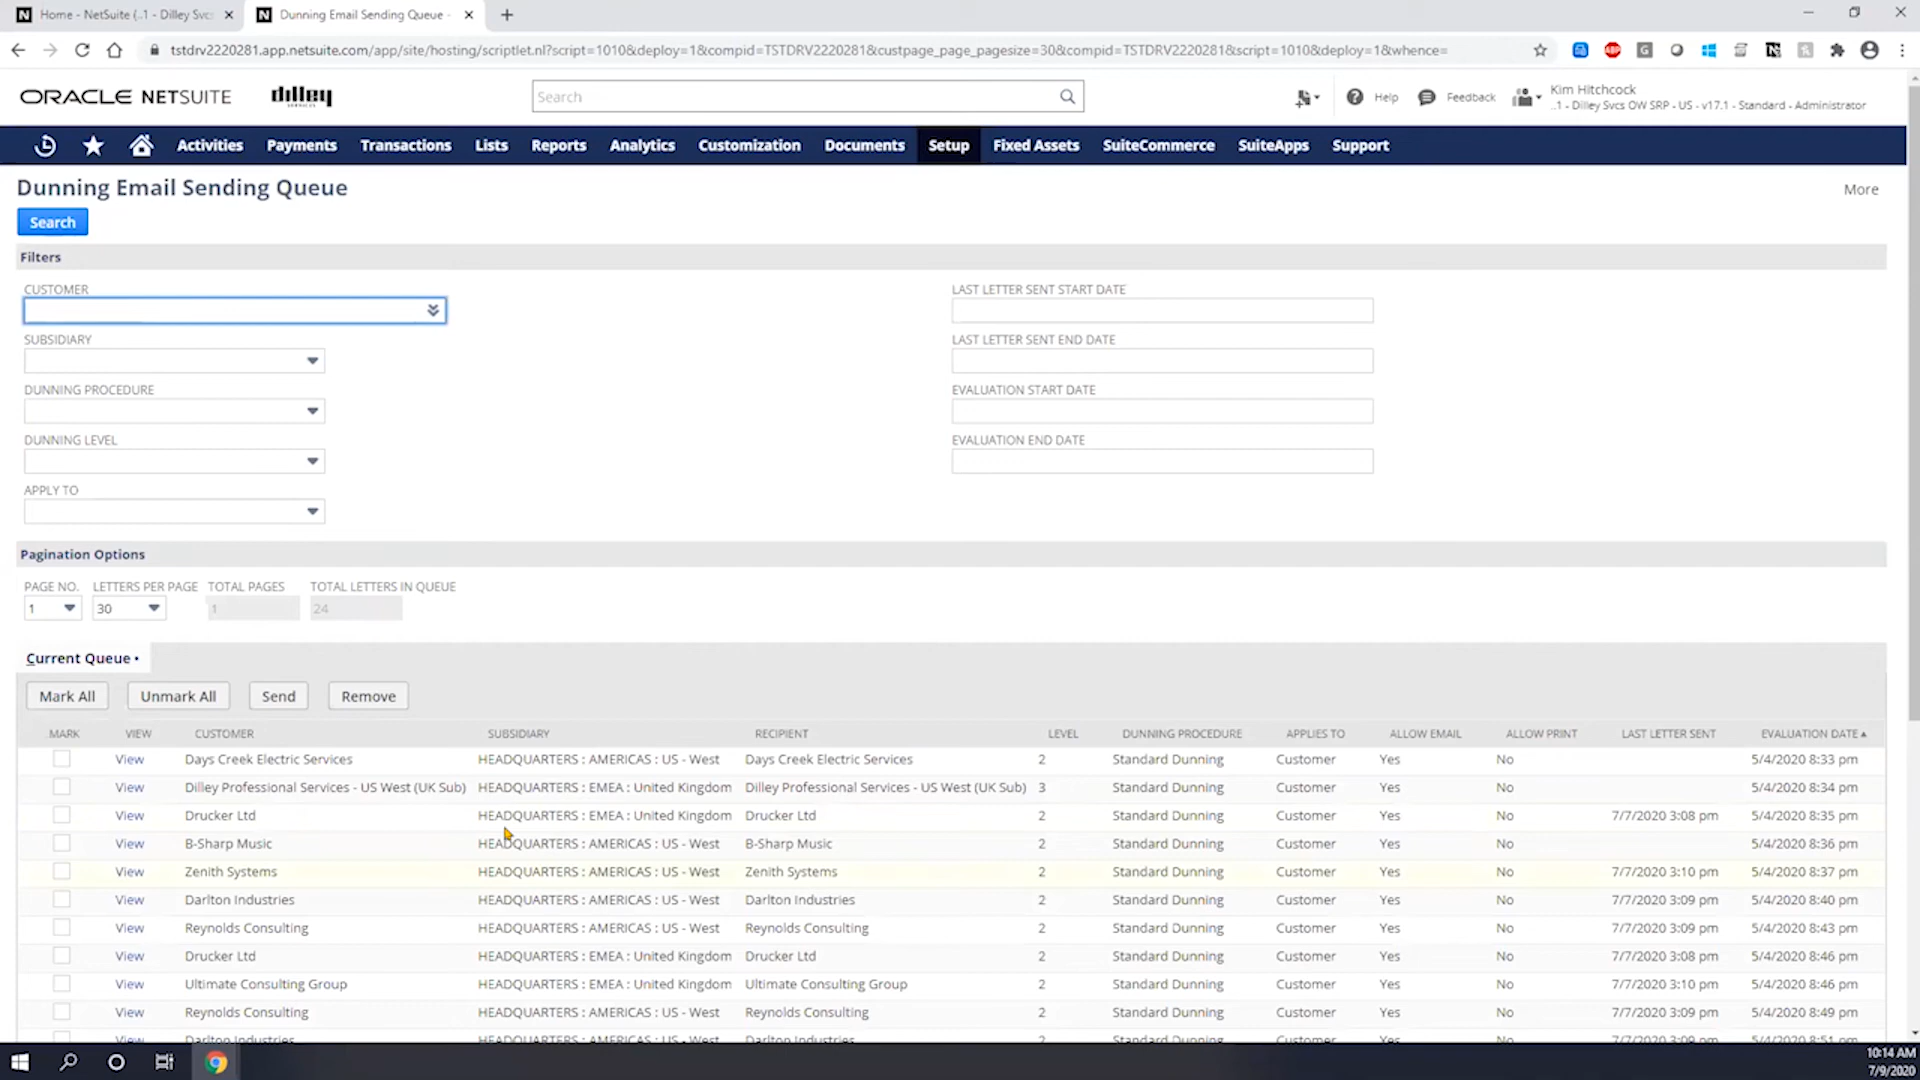 Home - NetSuite (..1 - Dilley Svcs
Dunning Email Sending Queue -
tstdrv2220281.app.netsuite.com/app/site/hosting/scriptlet.nl?script=1010&deploy=1&compid=TSTDRV2220281&custpage_page_pagesize=30&compid=TSTDRV2220281&script=1010&deploy=1&whence=
ORACLE NETSUITE
dilley
SERVICES
Search
Help
Feedback
Kim Hitchcock
..1 - Dilley Svcs OW SRP - US - v17.1 - Standard - Administrator
Activities Payments Transactions Lists Reports Analytics Customization Documents Setup Fixed Assets SuiteCommerce SuiteApps Support
Dunning Email Sending Queue
More
Search
Filters
CUSTOMER
SUBSIDIARY
DUNNING PROCEDURE
DUNNING LEVEL
APPLY TO
LAST LETTER SENT START DATE
LAST LETTER SENT END DATE
EVALUATION START DATE
EVALUATION END DATE
Pagination Options
PAGE NO. LETTERS PER PAGE TOTAL PAGES TOTAL LETTERS IN QUEUE
1 30 1 24
Current Queue •
Mark All Unmark All Send Remove
MARK VIEW CUSTOMER SUBSIDIARY RECIPIENT LEVEL DUNNING PROCEDURE APPLIES TO ALLOW EMAIL ALLOW PRINT LAST LETTER SENT EVALUATION DATE ▲
View Days Creek Electric Services HEADQUARTERS : AMERICAS : US - West Days Creek Electric Services 2 Standard Dunning Customer Yes No 5/4/2020 8:33 pm
View Dilley Professional Services - US West (UK Sub) HEADQUARTERS : EMEA : United Kingdom Dilley Professional Services - US West (UK Sub) 3 Standard Dunning Customer Yes No 5/4/2020 8:34 pm
View Drucker Ltd HEADQUARTERS : EMEA : United Kingdom Drucker Ltd 2 Standard Dunning Customer Yes No 7/7/2020 3:08 pm 5/4/2020 8:35 pm
View B-Sharp Music HEADQUARTERS : AMERICAS : US - West B-Sharp Music 2 Standard Dunning Customer Yes No 5/4/2020 8:36 pm
View Zenith Systems HEADQUARTERS : AMERICAS : US - West Zenith Systems 2 Standard Dunning Customer Yes No 7/7/2020 3:10 pm 5/4/2020 8:37 pm
View Darlton Industries HEADQUARTERS : AMERICAS : US - West Darlton Industries 2 Standard Dunning Customer Yes No 7/7/2020 3:09 pm 5/4/2020 8:40 pm
View Reynolds Consulting HEADQUARTERS : AMERICAS : US - West Reynolds Consulting 2 Standard Dunning Customer Yes No 7/7/2020 3:09 pm 5/4/2020 8:43 pm
View Drucker Ltd HEADQUARTERS : EMEA : United Kingdom Drucker Ltd 2 Standard Dunning Customer Yes No 7/7/2020 3:08 pm 5/4/2020 8:46 pm
View Ultimate Consulting Group HEADQUARTERS : EMEA : United Kingdom Ultimate Consulting Group 2 Standard Dunning Customer Yes No 7/7/2020 3:10 pm 5/4/2020 8:46 pm
View Reynolds Consulting HEADQUARTERS : AMERICAS : US - West Reynolds Consulting 2 Standard Dunning Customer Yes No 7/7/2020 3:09 pm 5/4/2020 8:49 pm
View Darlton Industries HEADQUARTERS : AMERICAS : US - West Darlton Industries 2 Standard Dunning Customer Yes No 7/7/2020 3:09 pm 5/4/2020 8:51 pm
10:14 AM
7/9/2020